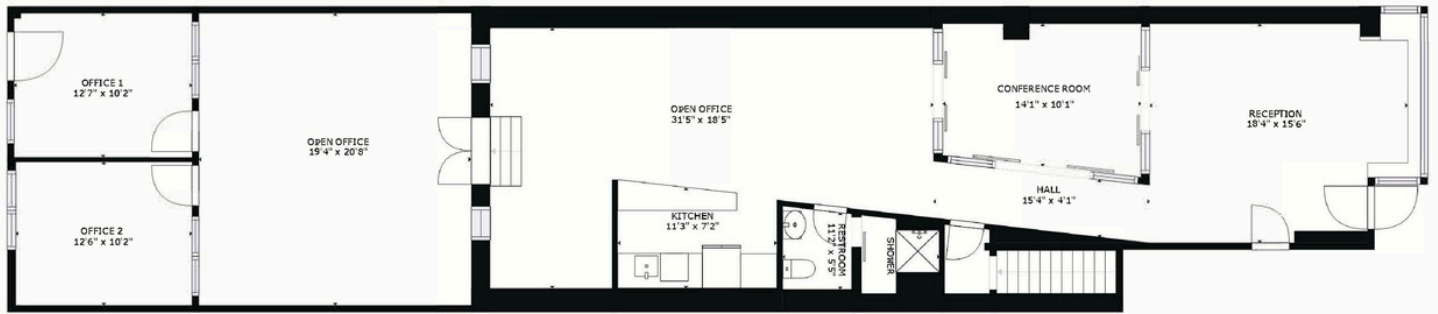 OFFICE 1
12'7" x 10'2"
OPEN OFFICE
19'4" x 20'8"
OFFICE 2
12'6" x 10'2"
OPEN OFFICE
31'5" x 18'5"
KITCHEN
11'3" x 7'2"
RESTROOM
11'2" x 5'5
SHOWER
CONFERENCE ROOM
14'1" x 10'1"
HALL
15'4" x 4'1"
RECEPTION
18'4" x 15'6"